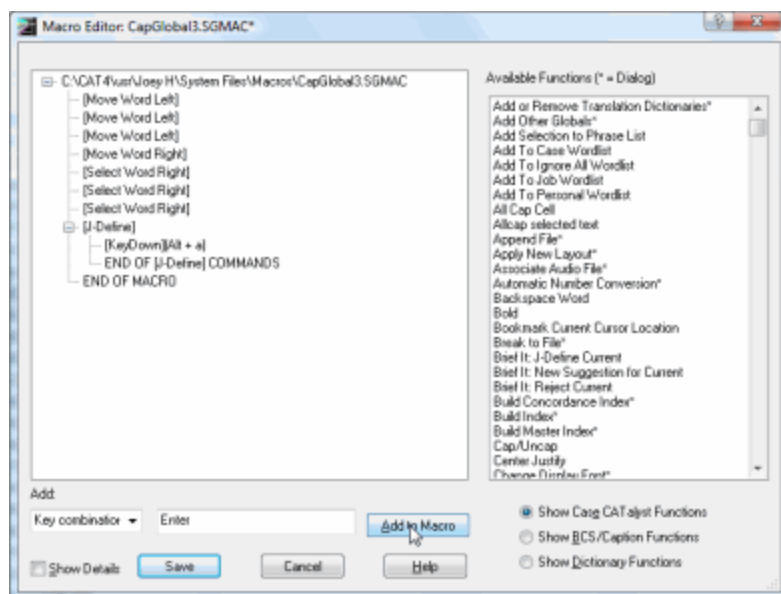 Macro Editor: CapGlobal3.SGMAC*
C:\CAT4\usr\Joey H\System Files\Macros\CapGlobal3.SGMAC
[Move Word Left]
[Move Word Left]
[Move Word Left]
[Move Word Right]
[Select Word Right]
[Select Word Right]
[Select Word Right]
[J-Define]
[KeyDown][Alt + a]
END OF [J-Define] COMMANDS
END OF MACRO
Available Functions (* = Dialog)
Add or Remove Translation Dictionaries*
Add Other Globals*
Add Selection to Phrase List
Add To Case Wordlist
Add To Ignore All Wordlist
Add To Job Wordlist
Add To Personal Wordlist
All Cap Cell
Allcap selected text
Append File*
Apply New Layout*
Associate Audio File*
Automatic Number Conversion*
Backspace Word
Bold
Bookmark Current Cursor Location
Break to File*
Brief It: J-Define Current
Brief It: New Suggestion for Current
Brief It: Reject Current
Build Concordance Index*
Build Index*
Build Master Index*
Cap/Uncap
Center Justify
Change Display Font*
Add:
Key combination
Enter
Add to Macro
Show Case CATalyst Functions
Show BCS/Caption Functions
Show Dictionary Functions
Show Details
Save
Cancel
Help